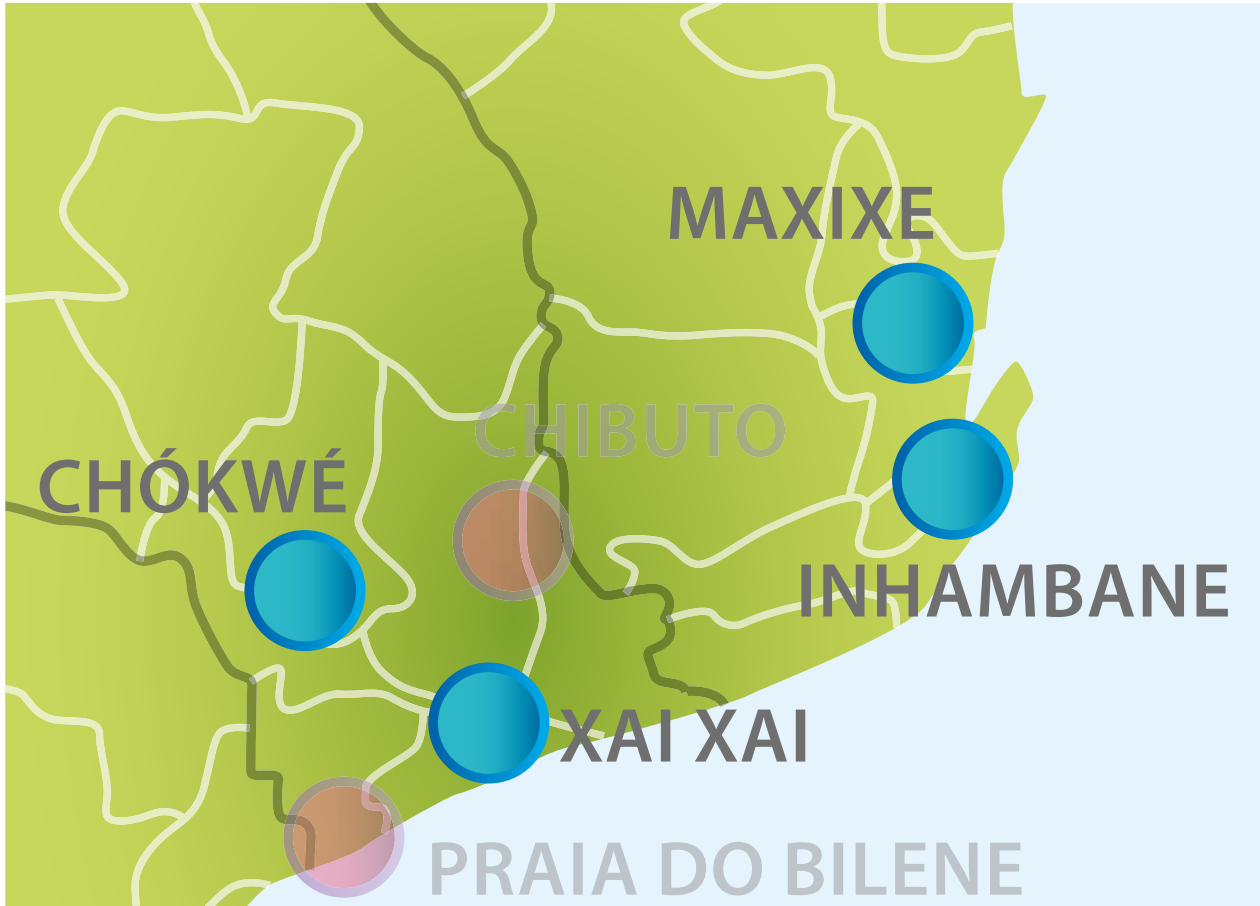 MAXIXE
CHIBUTO
CHÓKWÉ
INHAMBANE
XAI XAI
PRAIA DO BILENE